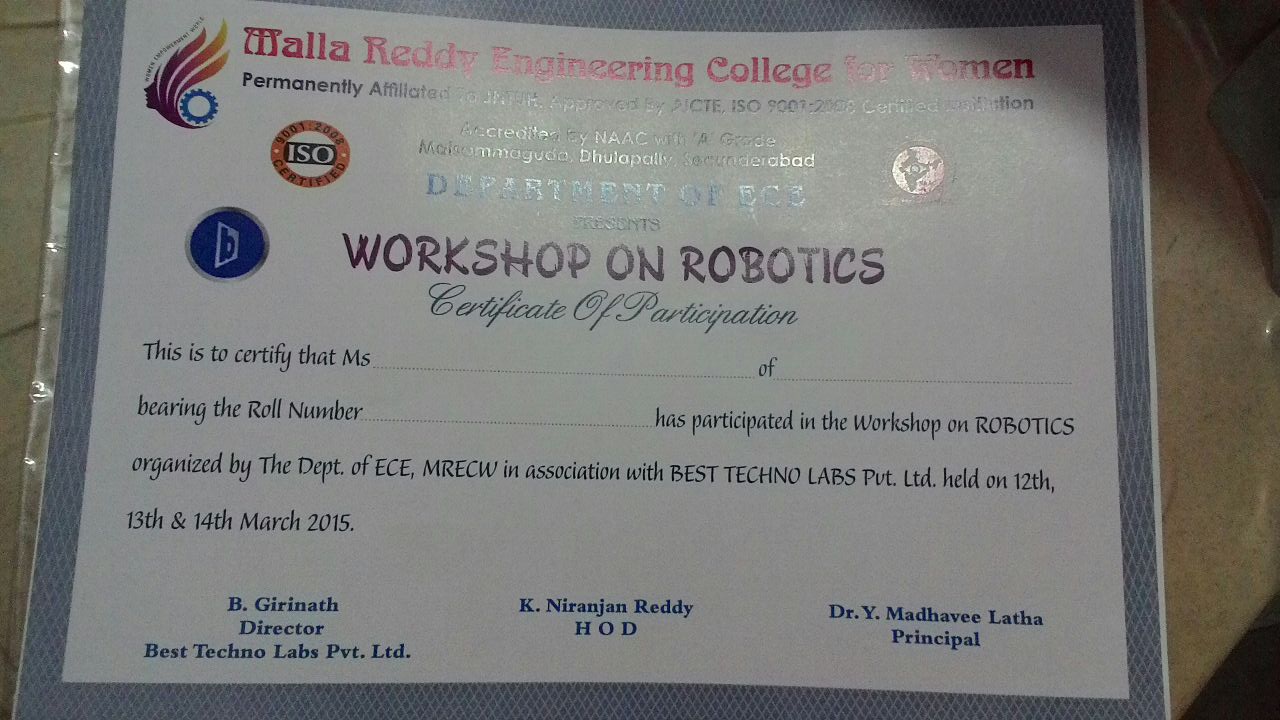 WOMEN EMPOWERMENT WORLD
Malla Reddy Engineering College for Women
Permanently Affiliated to JNTUH, Approved By AICTE, ISO 9001:2008 Certified Institution
Accredited By NAAC with 'A' Grade
Maisammaguda, Dhulapally, Secunderabad
9001:2008
ISO
CERTIFIED
DEPARTMENT OF ECE
PRESENTS
b
WORKSHOP ON ROBOTICS
Certificate Of Participation
This is to certify that Ms of
bearing the Roll Number has participated in the Workshop on ROBOTICS
organized by The Dept. of ECE, MRECW in association with BEST TECHNO LABS Pvt. Ltd. held on 12th,
13th & 14th March 2015.
B. Girinath
Director
Best Techno Labs Pvt. Ltd.
K. Niranjan Reddy
H O D
Dr. Y. Madhavee Latha
Principal